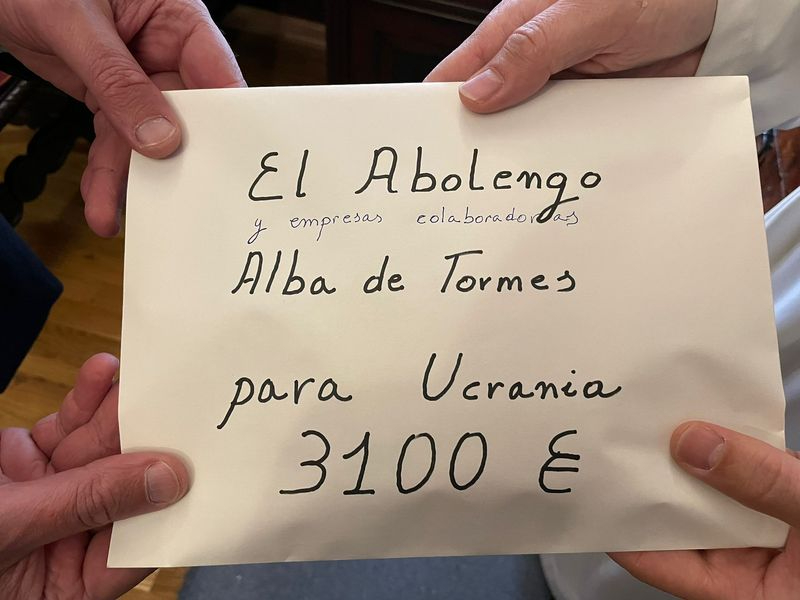 El Abolengo
y empresas colaboradoras
Alba de Tormes
para Ucrania
3100 €